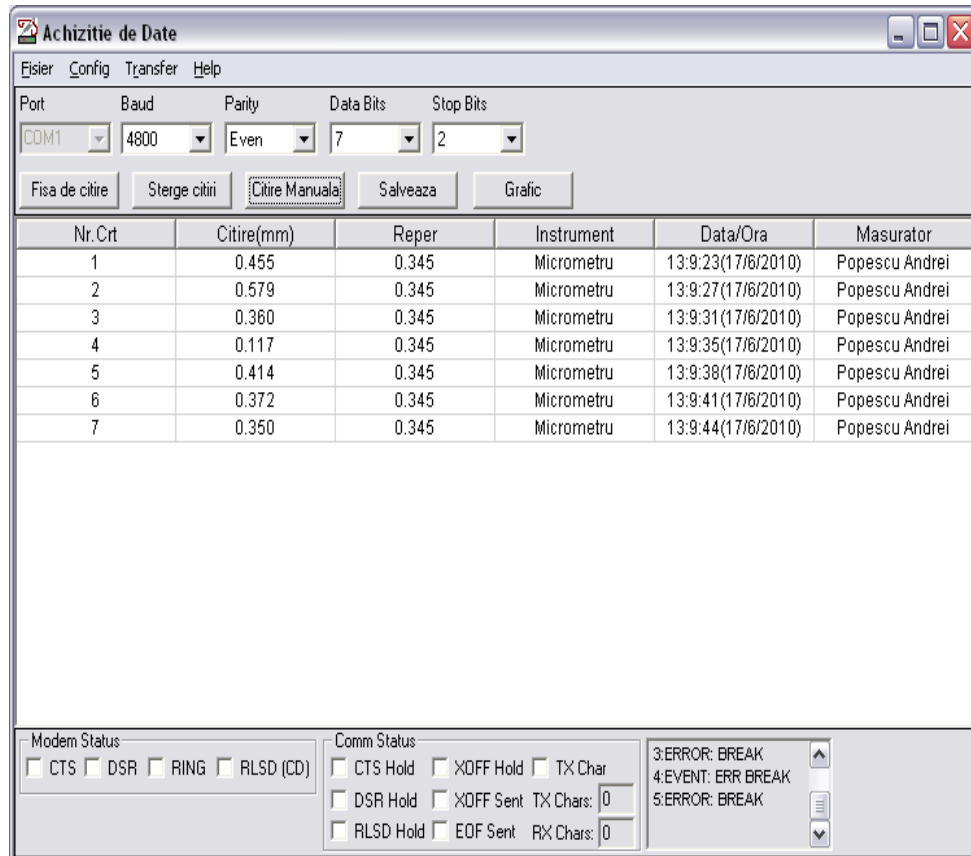 Achizitie de Date
Fisier Config Transfer Help
Port Baud Parity Data Bits Stop Bits
COM1 4800 Even 7 2
Fisa de citire Sterge citiri Citire Manuala Salveaza Grafic
Nr.Crt Citire(mm) Reper Instrument Data/Ora Masurator
1 0.455 0.345 Micrometru 13:9:23(17/6/2010) Popescu Andrei
2 0.579 0.345 Micrometru 13:9:27(17/6/2010) Popescu Andrei
3 0.360 0.345 Micrometru 13:9:31(17/6/2010) Popescu Andrei
4 0.117 0.345 Micrometru 13:9:35(17/6/2010) Popescu Andrei
5 0.414 0.345 Micrometru 13:9:38(17/6/2010) Popescu Andrei
6 0.372 0.345 Micrometru 13:9:41(17/6/2010) Popescu Andrei
7 0.350 0.345 Micrometru 13:9:44(17/6/2010) Popescu Andrei
Modem Status
CTS DSR RING RLSD (CD)
Comm Status
CTS Hold XOFF Hold TX Char
DSR Hold XOFF Sent TX Chars: 0
RLSD Hold EOF Sent RX Chars: 0
3:ERROR: BREAK
4:EVENT: ERR BREAK
5:ERROR: BREAK